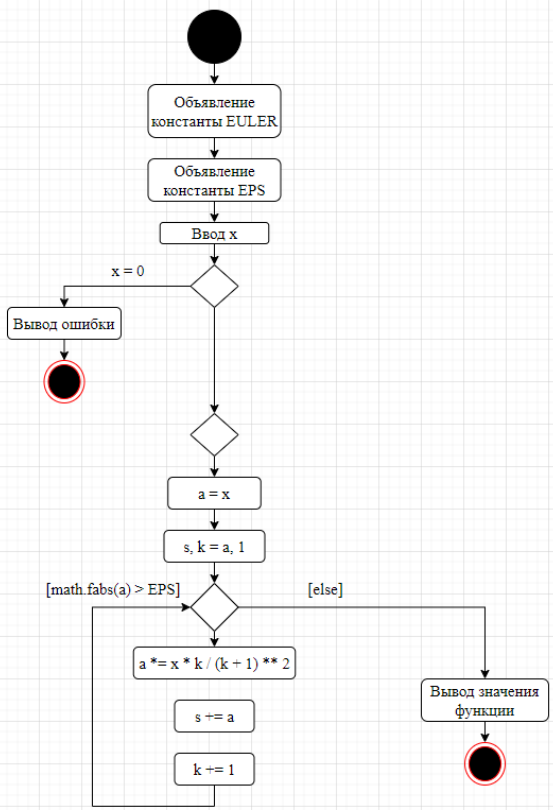 Объявление
константы EULER
Объявление
константы EPS
Ввод x
x = 0
Вывод ошибки
a = x
s, k = a, 1
[math.fabs(a) > EPS]
[else]
a *= x * k / (k + 1) ** 2
Вывод значения
функции
s += a
k += 1